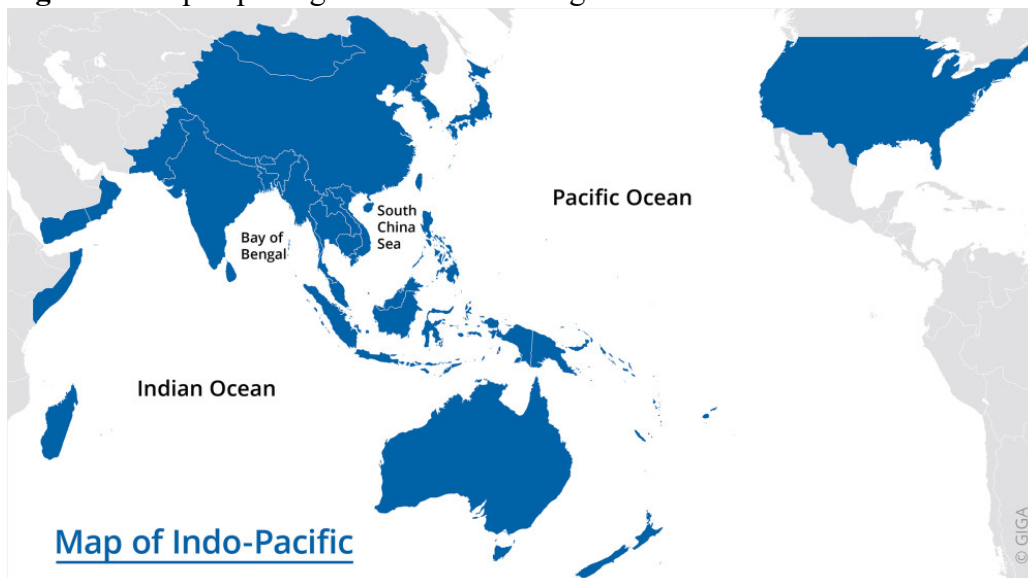 Pacific Ocean
South
China
Sea
Bay of
Bengal
Indian Ocean
Map of Indo-Pacific
© GIGA